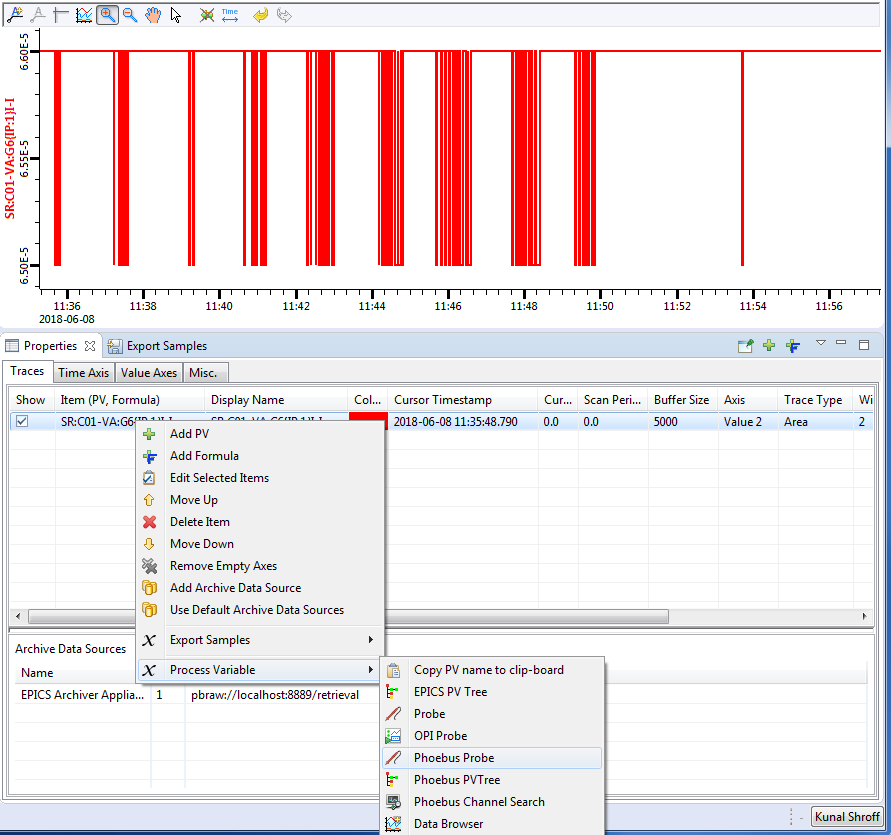 Time
6.60E-5
6.55E-5
6.50E-5
SR:C01-VA:G6{IP:1}I-I
11:36 11:38 11:40 11:42 11:44 11:46 11:48 11:50 11:52 11:54 11:56
2018-06-08
Properties Export Samples
Traces Time Axis Value Axes Misc.
Show Item (PV, Formula) Display Name Col... Cursor Timestamp Cur... Scan Peri... Buffer Size Axis Trace Type Wi
SR:C01-VA:G6{IP:1}I-I SR:C01-VA:G6{IP:1}I-I 2018-06-08 11:35:48.790 0.0 0.0 5000 Value 2 Area 2
Add PV
Add Formula
Edit Selected Items
Move Up
Delete Item
Move Down
Remove Empty Axes
Add Archive Data Source
Use Default Archive Data Sources
Export Samples
Process Variable
Archive Data Sources
Name
EPICS Archiver Applia... 1 pbraw://localhost:8889/retrieval
Copy PV name to clip-board
EPICS PV Tree
Probe
OPI Probe
Phoebus Probe
Phoebus PVTree
Phoebus Channel Search
Data Browser
Kunal Shroff